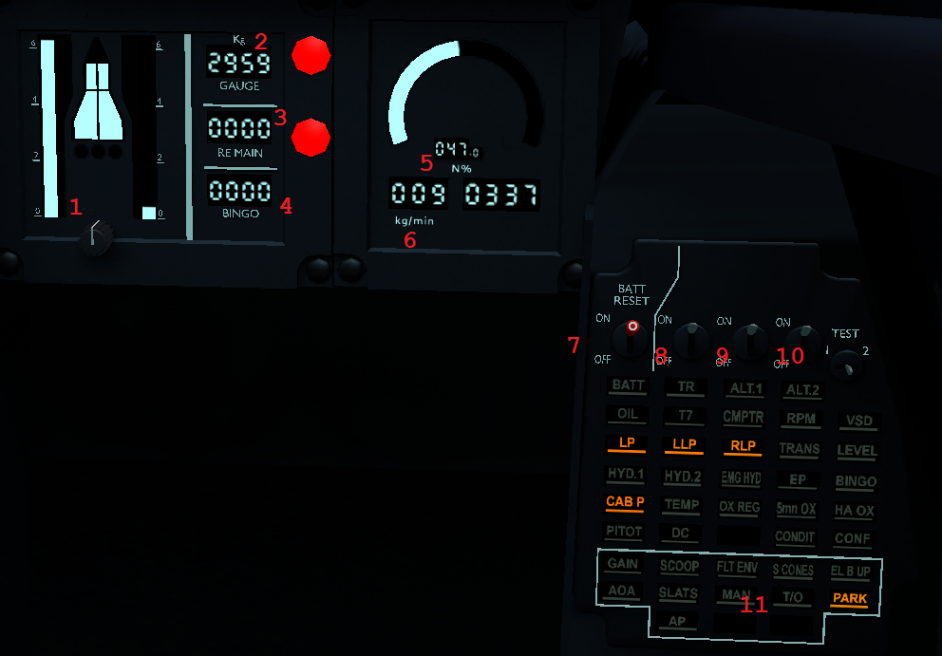 Kg 2
6 6
2959
GAUGE
4 4
0000 3
REMAIN
2 2
0000
BINGO 4
0 1 0
047.0
5
N%
009 0337
kg/min
6
BATT
RESET
ON ON ON ON
TEST
7 8 9 10 1 2
OFF OFF OFF OFF
BATT TR ALT.1 ALT.2
OIL T7 CMPTR RPM VSD
LP LLP RLP TRANS LEVEL
HYD.1 HYD.2 EMG HYD EP BINGO
CAB P TEMP OX REG 5mn OX HA OX
PITOT DC CONDIT CONF
GAIN SCOOP FLT ENV S CONES EL B UP
AOA SLATS MAN 11 T/O PARK
AP